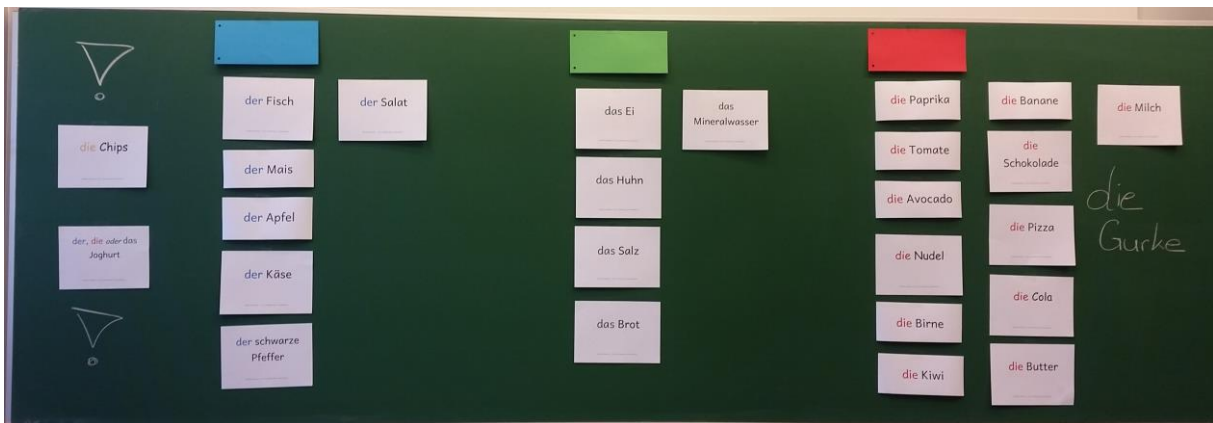 die Chips
der, die oder das
Joghurt
der Fisch
der Mais
der Apfel
der Käse
der schwarze
Pfeffer
der Salat
das Ei
das Huhn
das Salz
das Brot
das
Mineralwasser
die Paprika
die Tomate
die Avocado
die Nudel
die Birne
die Kiwi
die Banane
die
Schokolade
die Pizza
die Cola
die Butter
die Milch
die
Gurke